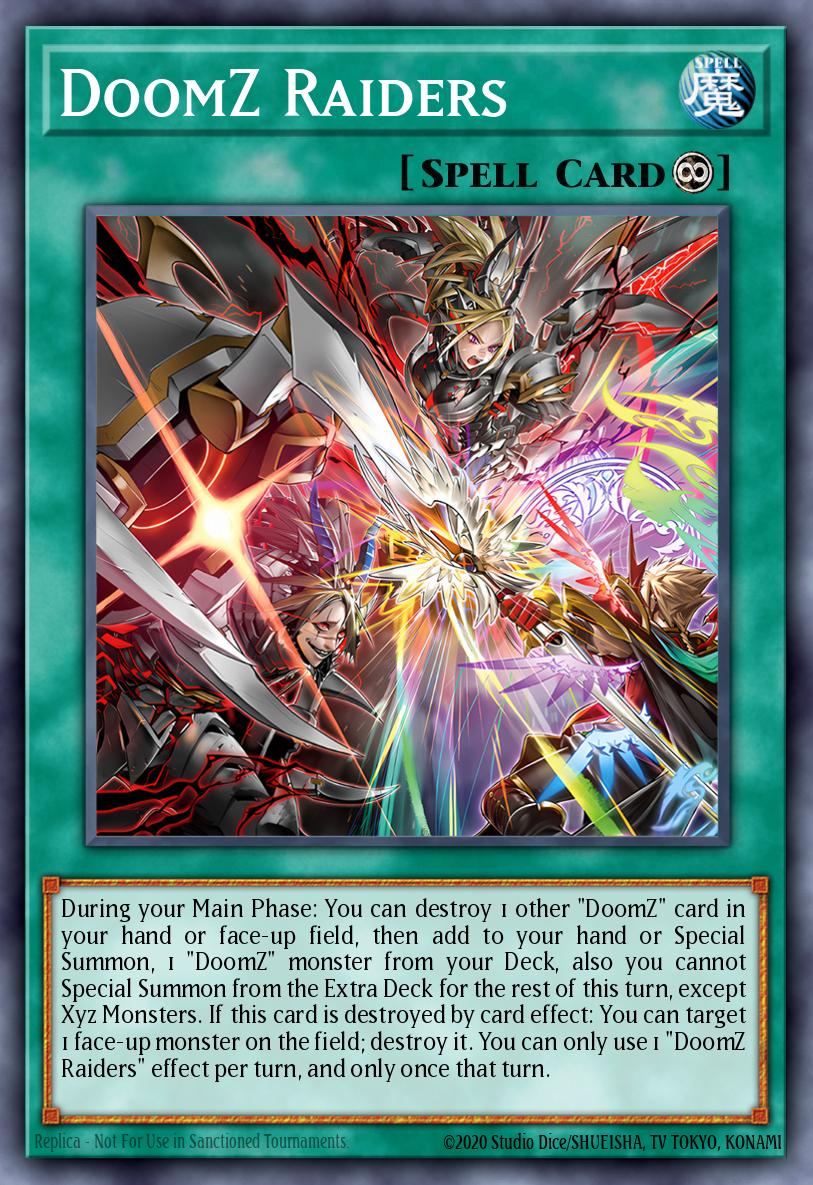 DoomZ Raiders
SPELL
魔
[Spell Card∞]
During your Main Phase: You can destroy 1 other "DoomZ" card in
your hand or face-up field, then add to your hand or Special
Summon, 1 "DoomZ" monster from your Deck, also you cannot
Special Summon from the Extra Deck for the rest of this turn, except
Xyz Monsters. If this card is destroyed by card effect: You can target
1 face-up monster on the field; destroy it. You can only use 1 "DoomZ
Raiders" effect per turn, and only once that turn.
Replica - Not For Use in Sanctioned Tournaments.
©2020 Studio Dice/SHUEISHA, TV TOKYO, KONAMI